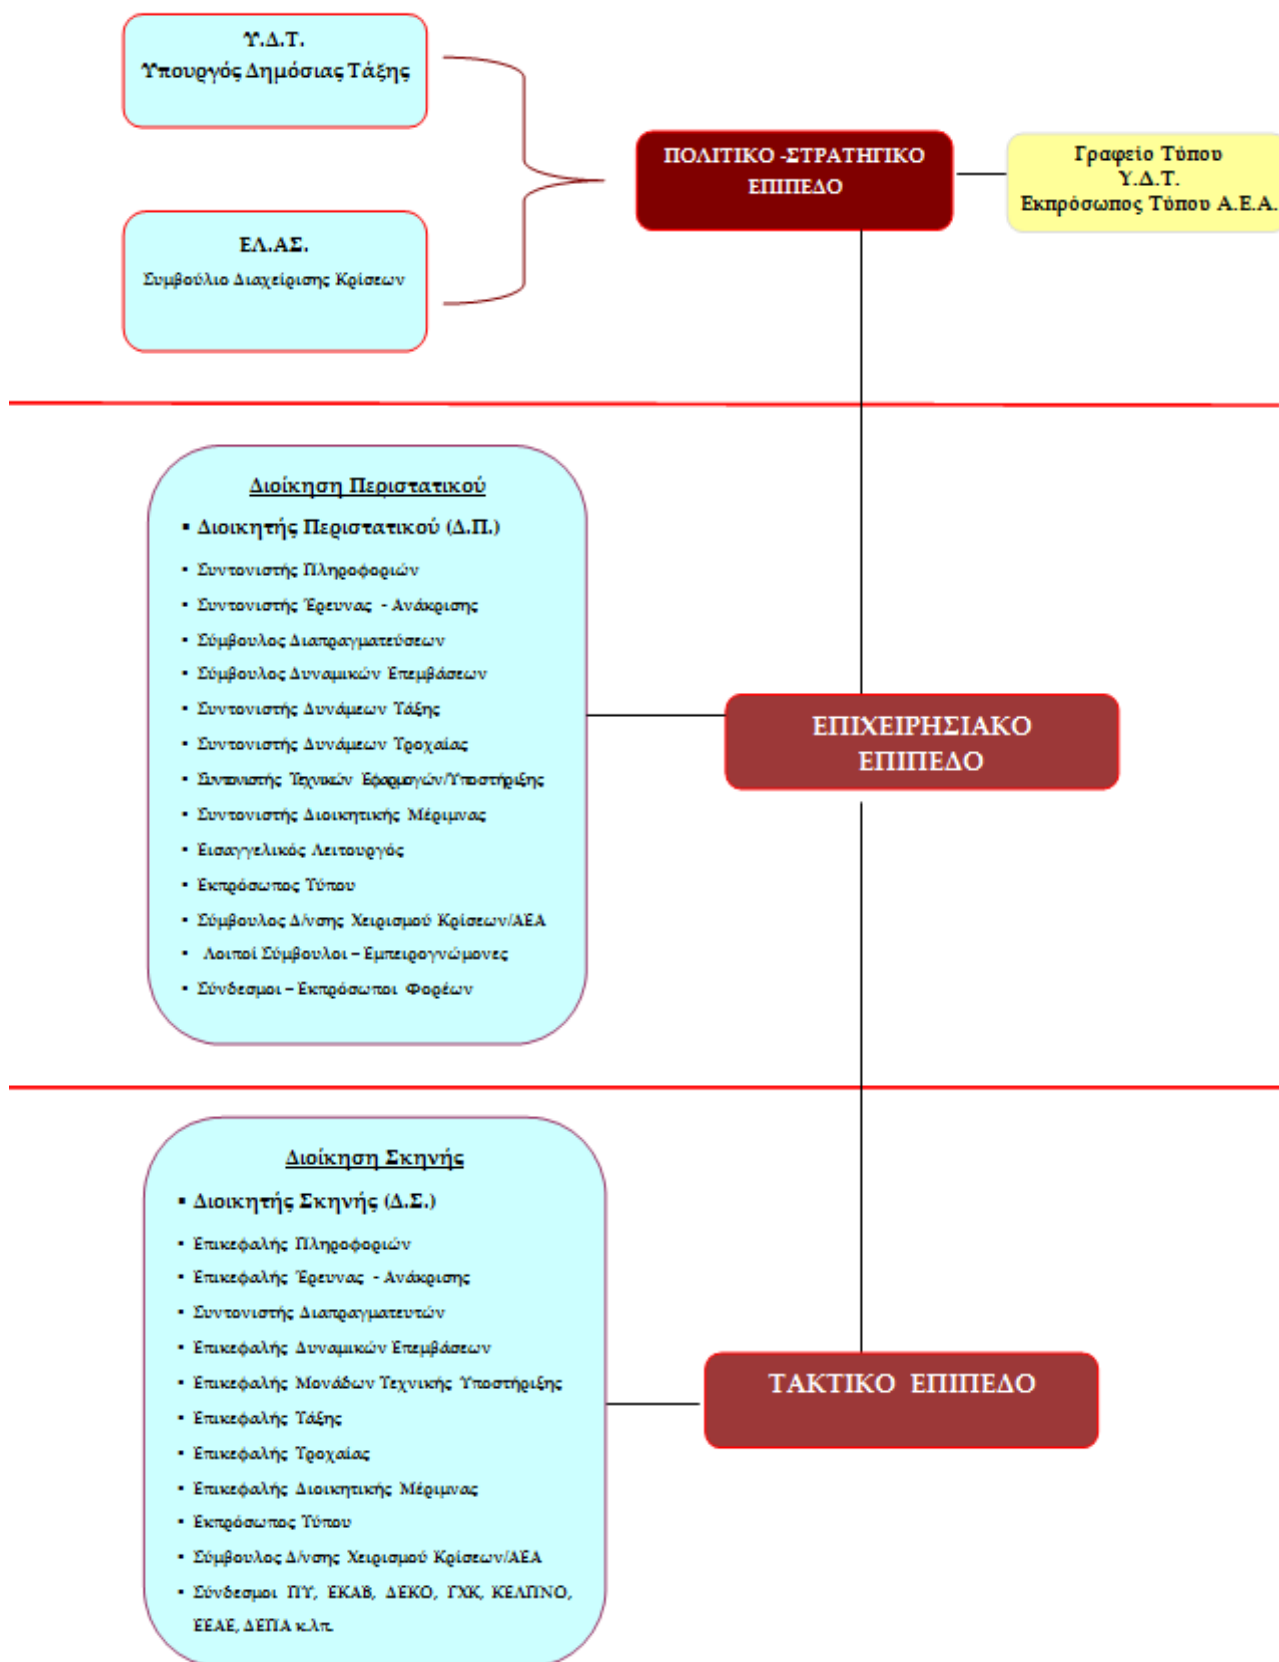 Υ.Δ.Τ.
Υπουργός Δημόσιας Τάξης
ΠΟΛΙΤΙΚΟ -ΣΤΡΑΤΗΓΙΚΟ
ΕΠΙΠΕΔΟ
Γραφείο Τύπου
Υ.Δ.Τ.
Εκπρόσωπος Τύπου Α.Ε.Α.
ΕΛ.ΑΣ.
Συμβούλιο Διαχείρισης Κρίσεων
Διοίκηση Περιστατικού
▪ Διοικητής Περιστατικού (Δ.Π.)
▪ Συντονιστής Πληροφοριών
▪ Συντονιστής Έρευνας - Ανάκρισης
▪ Σύμβουλος Διαπραγματεύσεων
▪ Σύμβουλος Δυναμικών Επεμβάσεων
▪ Συντονιστής Δυνάμεων Τάξης
▪ Συντονιστής Δυνάμεων Τροχαίας
▪ Συντονιστής Τεχνικών Εφαρμογών/Υποστήριξης
▪ Συντονιστής Διοικητικής Μέριμνας
▪ Εισαγγελικός Λειτουργός
▪ Εκπρόσωπος Τύπου
▪ Σύμβουλος Δ/νσης Χειρισμού Κρίσεων/ΑΕΑ
▪ Λοιποί Σύμβουλοι – Εμπειρογνώμονες
▪ Σύνδεσμοι – Εκπρόσωποι Φορέων
ΕΠΙΧΕΙΡΗΣΙΑΚΟ
ΕΠΙΠΕΔΟ
Διοίκηση Σκηνής
▪ Διοικητής Σκηνής (Δ.Σ.)
▪ Επικεφαλής Πληροφοριών
▪ Επικεφαλής Έρευνας - Ανάκρισης
▪ Συντονιστής Διαπραγματευτών
▪ Επικεφαλής Δυναμικών Επεμβάσεων
▪ Επικεφαλής Μονάδων Τεχνικής Υποστήριξης
▪ Επικεφαλής Τάξης
▪ Επικεφαλής Τροχαίας
▪ Επικεφαλής Διοικητικής Μέριμνας
▪ Εκπρόσωπος Τύπου
▪ Σύμβουλος Δ/νσης Χειρισμού Κρίσεων/ΑΕΑ
▪ Σύνδεσμοι ΠΥ, ΕΚΑΒ, ΔΕΚΟ, ΓΧΚ, ΚΕΛΠΝΟ,
ΕΕΑΕ, ΔΕΠΑ κ.λπ.
ΤΑΚΤΙΚΟ ΕΠΙΠΕΔΟ